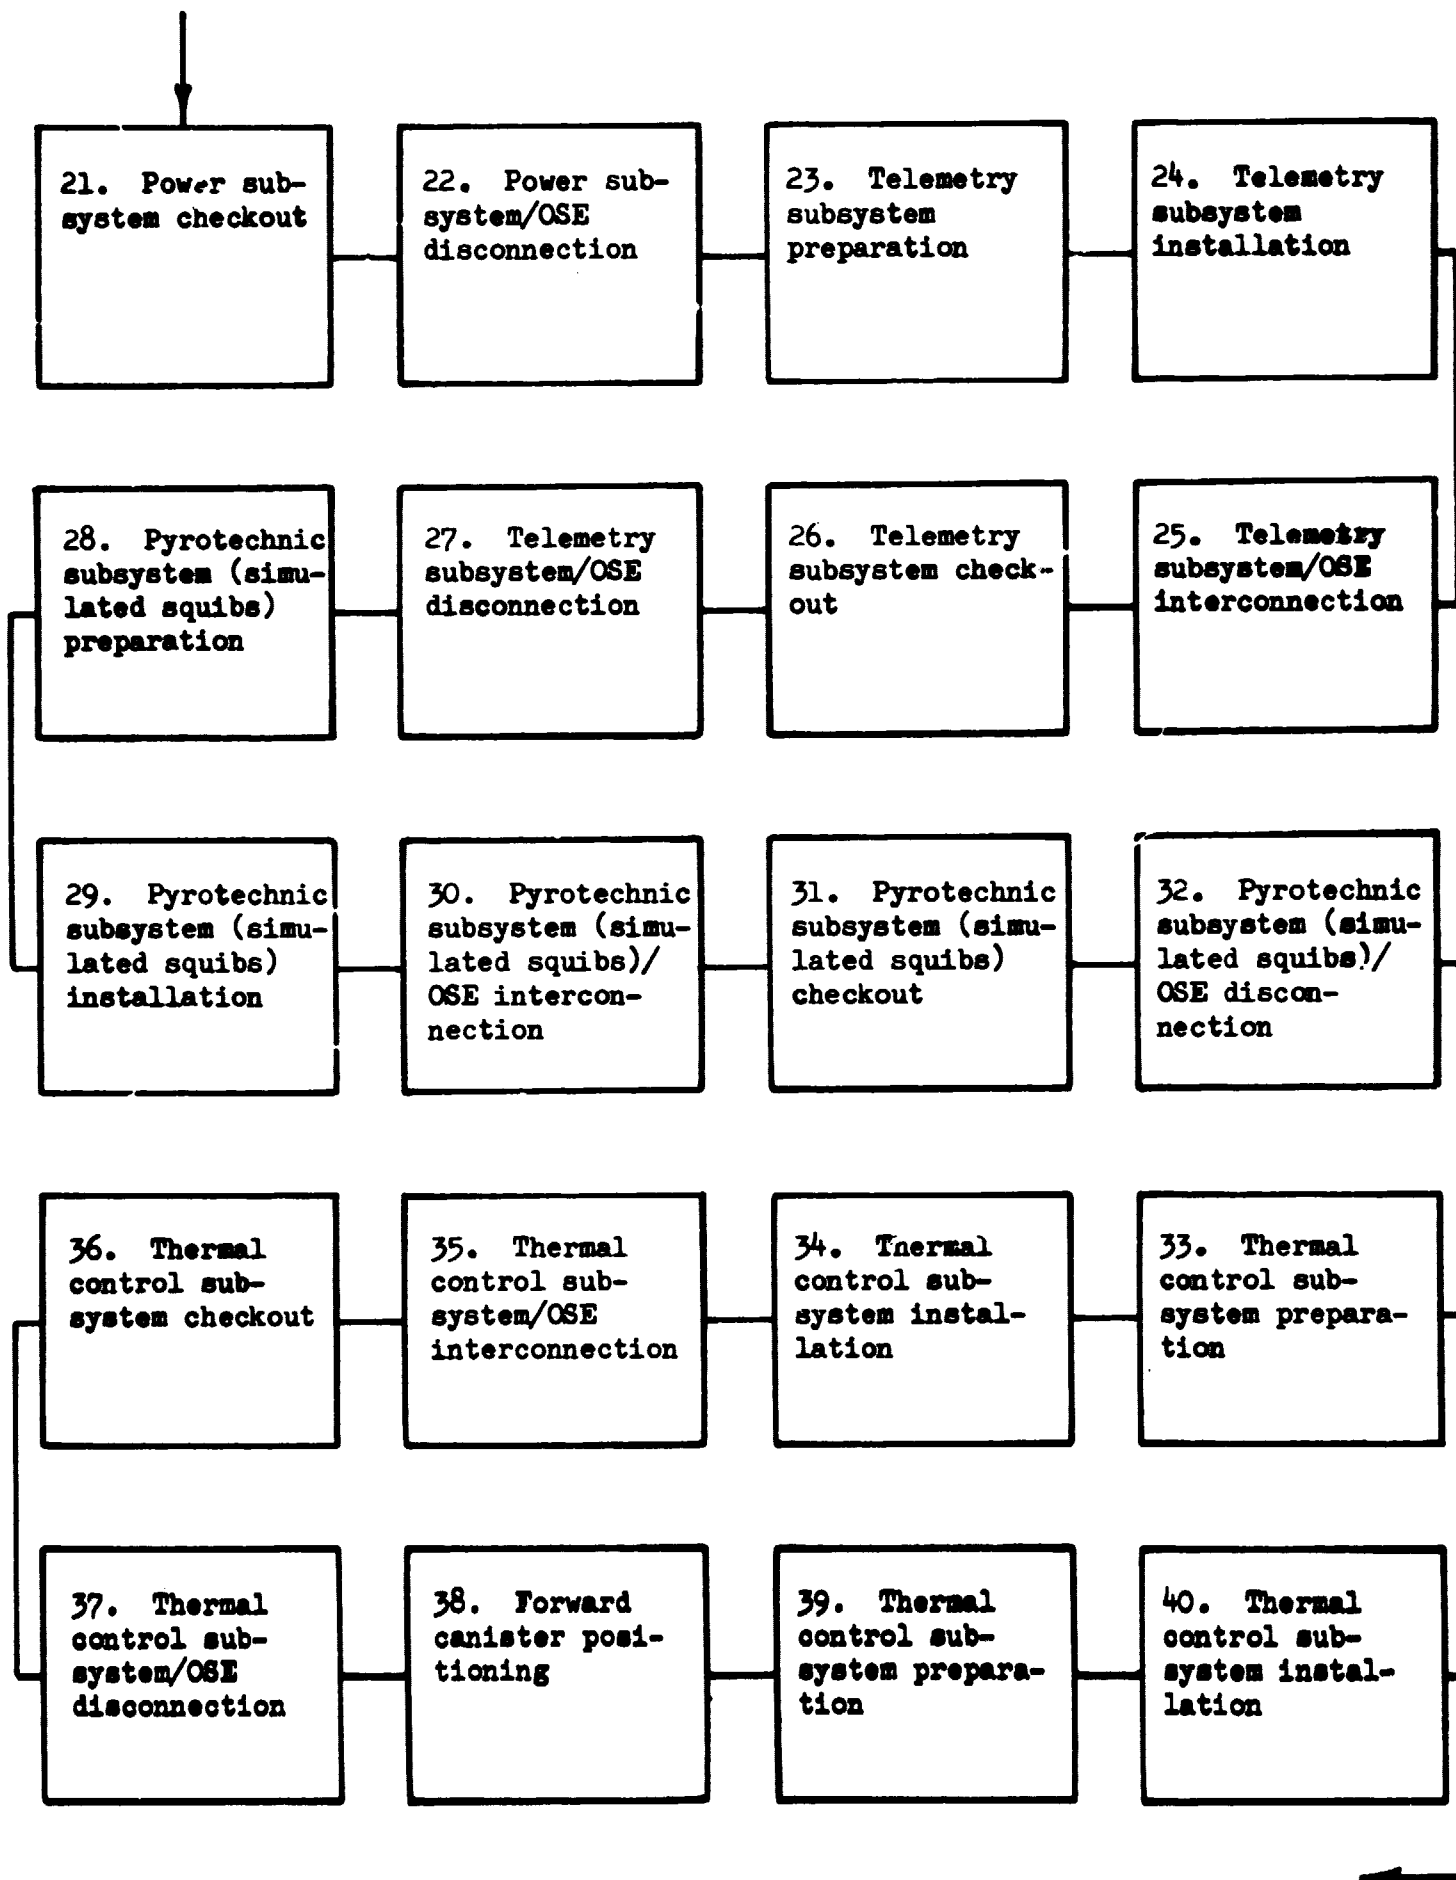 21. Power sub-
system checkout
22. Power sub-
system/OSE
disconnection
23. Telemetry
subsystem
preparation
24. Telemetry
subsystem
installation
28. Pyrotechnic
subsystem (simu-
lated squibs)
preparation
27. Telemetry
subsystem/OSE
disconnection
26. Telemetry
subsystem check-
out
25. Telemetry
subsystem/OSE
interconnection
29. Pyrotechnic
subsystem (simu-
lated squibs)
installation
30. Pyrotechnic
subsystem (simu-
lated squibs)/
OSE intercon-
nection
31. Pyrotechnic
subsystem (simu-
lated squibs)
checkout
32. Pyrotechnic
subsystem (simu-
lated squibs)/
OSE discon-
nection
36. Thermal
control sub-
system checkout
35. Thermal
control sub-
system/OSE
interconnection
34. Thermal
control sub-
system instal-
lation
33. Thermal
control sub-
system prepara-
tion
37. Thermal
control sub-
system/OSE
disconnection
38. Forward
canister posi-
tioning
39. Thermal
control sub-
system prepara-
tion
40. Thermal
control sub-
system instal-
lation